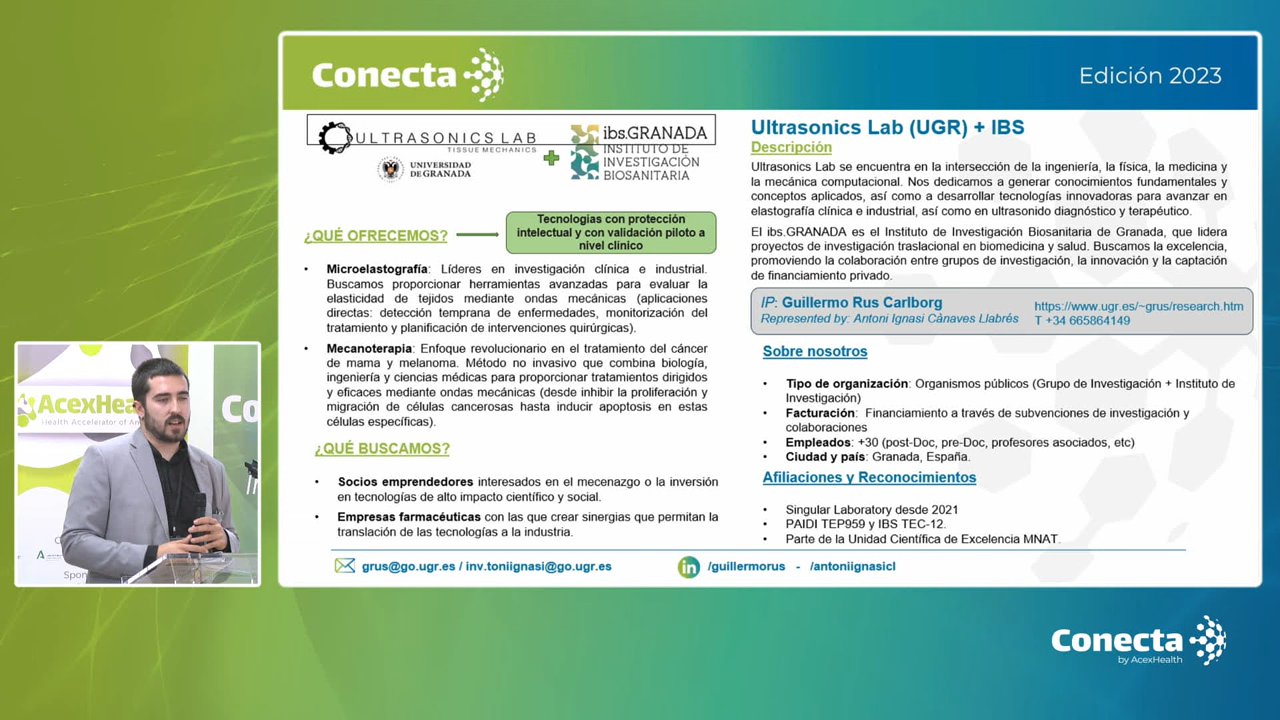 Conecta
Edición 2023
ULTRASONICS LAB
TISSUE MECHANICS
UNIVERSIDAD
DE GRANADA
ibs.GRANADA
INSTITUTO DE
INVESTIGACIÓN
BIOSANITARIA
¿QUÉ OFRECEMOS?
Tecnologías con protección
intelectual y con validación piloto a
nivel clínico
• Microelastografía: Líderes en investigación clínica e industrial.
Buscamos proporcionar herramientas avanzadas para evaluar la
elasticidad de tejidos mediante ondas mecánicas (aplicaciones
directas: detección temprana de enfermedades, monitorización del
tratamiento y planificación de intervenciones quirúrgicas).
• Mecanoterapia: Enfoque revolucionario en el tratamiento del cáncer
de mama y melanoma. Método no invasivo que combina biología,
ingeniería y ciencias médicas para proporcionar tratamientos dirigidos
y eficaces mediante ondas mecánicas (desde inhibir la proliferación y
migración de células cancerosas hasta inducir apoptosis en estas
células específicas).
¿QUÉ BUSCAMOS?
• Socios emprendedores interesados en el mecenazgo o la inversión
en tecnologías de alto impacto científico y social.
• Empresas farmacéuticas con las que crear sinergias que permitan la
translación de las tecnologías a la industria.
Ultrasonics Lab (UGR) + IBS
Descripción
Ultrasonics Lab se encuentra en la intersección de la ingeniería, la física, la medicina y
la mecánica computacional. Nos dedicamos a generar conocimientos fundamentales y
conceptos aplicados, así como a desarrollar tecnologías innovadoras para avanzar en
elastografía clínica e industrial, así como en ultrasonido diagnóstico y terapéutico.
El ibs.GRANADA es el Instituto de Investigación Biosanitaria de Granada, que lidera
proyectos de investigación traslacional en biomedicina y salud. Buscamos la excelencia,
promoviendo la colaboración entre grupos de investigación, la innovación y la captación
de financiamiento privado.
IP: Guillermo Rus Carlborg
Represented by: Antoni Ignasi Cànaves Llabrés
https://www.ugr.es/~grus/research.htm
T +34 665864149
Sobre nosotros
• Tipo de organización: Organismos públicos (Grupo de Investigación + Instituto de
Investigación)
• Facturación: Financiamiento a través de subvenciones de investigación y
colaboraciones
• Empleados: +30 (post-Doc, pre-Doc, profesores asociados, etc)
• Ciudad y país: Granada, España.
Afiliaciones y Reconocimientos
• Singular Laboratory desde 2021
• PAIDI TEP959 y IBS TEC-12.
• Parte de la Unidad Científica de Excelencia MNAT.
grus@go.ugr.es / inv.toniignasi@go.ugr.es
in /guillermorus - /antoniignasicl
AcexHea
Health Accelerator of An
Co
Spon
Conecta
by AcexHealth